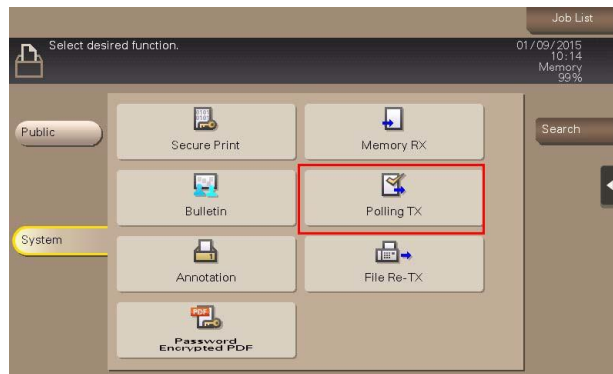 Job List
Select desired function.
01/09/2015
10:14
Memory
99%
Public
Secure Print
Memory RX
Search
Bulletin
Polling TX
System
Annotation
File Re-TX
PDF
Password
Encrypted PDF